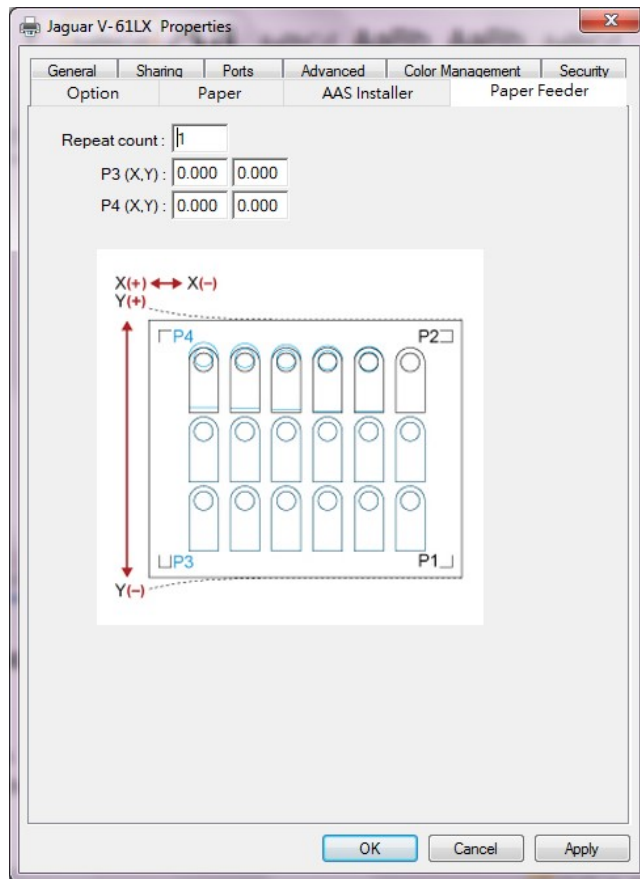 Jaguar V-61LX Properties
General Sharing Ports Advanced Color Management Security
Option Paper AAS Installer Paper Feeder
Repeat count : 1
P3 (X,Y) : 0.000 0.000
P4 (X,Y) : 0.000 0.000
X(+) X(−)
Y(+)
P4 P2
P3 P1
Y(−)
OK Cancel Apply